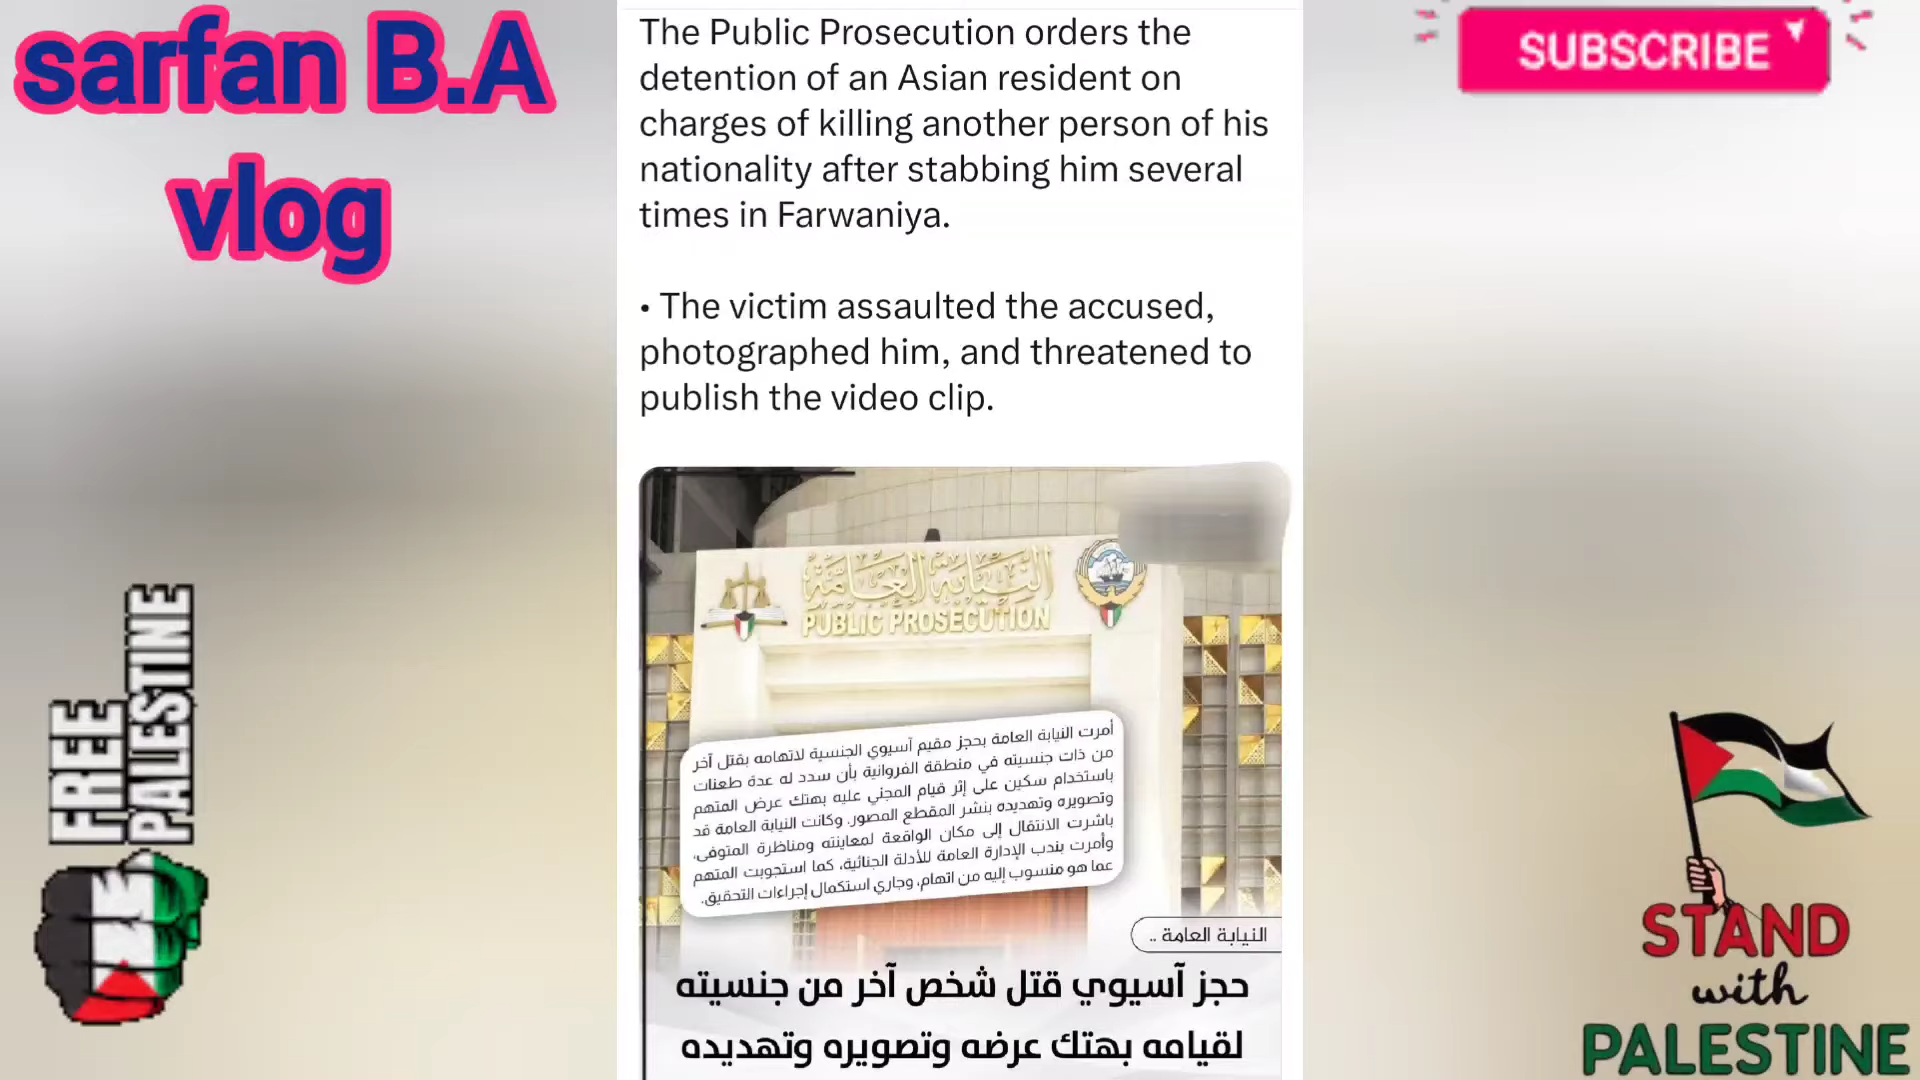 sarfan B.A
vlog
SUBSCRIBE
The Public Prosecution orders the
detention of an Asian resident on
charges of killing another person of his
nationality after stabbing him several
times in Farwaniya.
• The victim assaulted the accused,
photographed him, and threatened to
publish the video clip.
النيابة العامة
PUBLIC PROSECUTION
أمرت النيابة العامة بحجز مقيم آسيوي الجنسية لاتهامه بقتل آخر
من ذات جنسيته في منطقة الفروانية بأن سدد له عدة طعنات
باستخدام سكين على إثر قيام المجني عليه بهتك عرض المتهم
وتصويره وتهديده بنشر المقطع المصور. وكانت النيابة العامة قد
باشرت الانتقال إلى مكان الواقعة لمعاينته ومناظرة المتوفى،
وأمرت بندب الإدارة العامة للأدلة الجنائية، كما استجوبت المتهم
عما هو منسوب إليه من اتهام، وجاري استكمال إجراءات التحقيق.
النيابة العامة ..
حجز آسيوي قتل شخص آخر من جنسيته
لقيامه بهتك عرضه وتصويره وتهديده
FREE
PALESTINE
STAND
with
PALESTINE